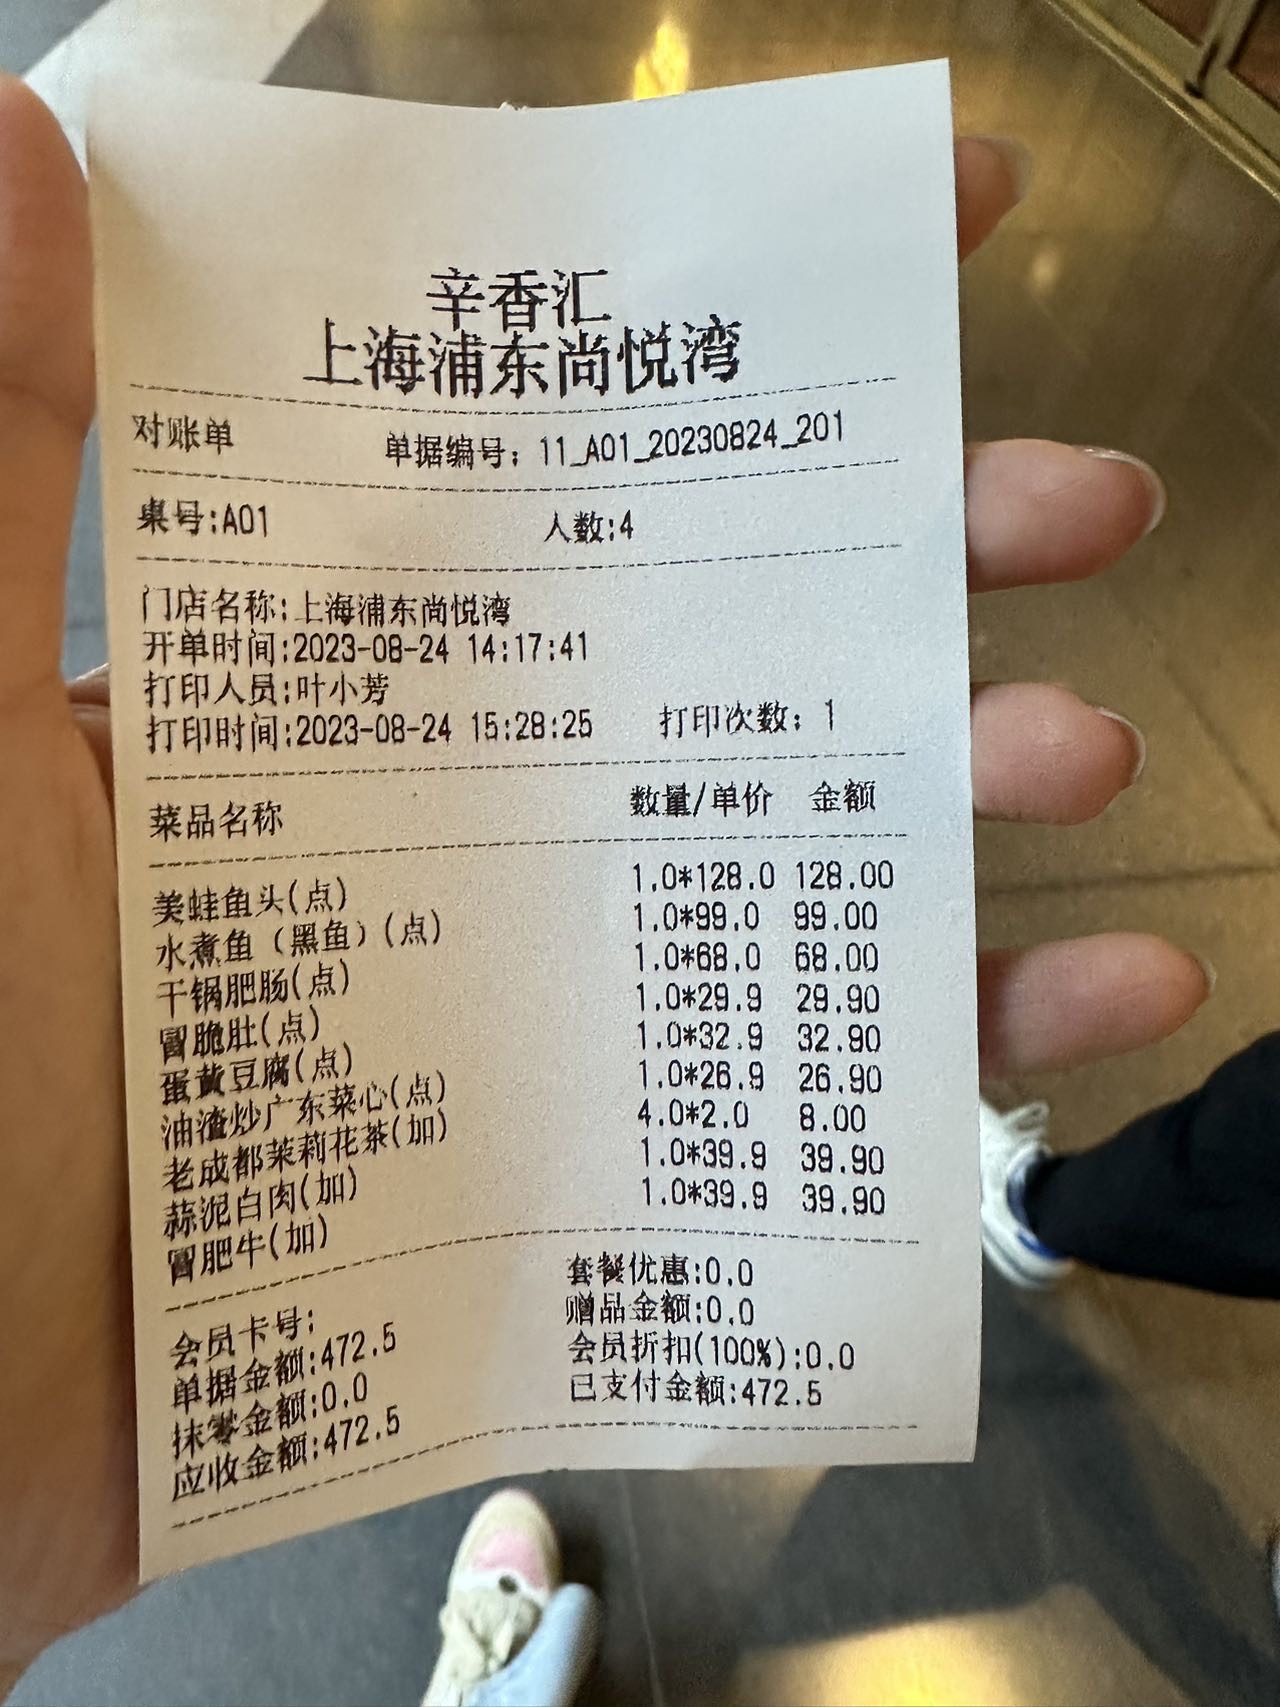 辛香汇
上海浦东尚悦湾
对账单 单据编号：11_A01_20230824_201
桌号:A01 人数:4
门店名称:上海浦东尚悦湾
开单时间:2023-08-24 14:17:41
打印人员:叶小芳
打印时间:2023-08-24 15:28:25 打印次数：1
菜品名称 数量/单价 金额
美蛙鱼头(点) 1.0*128.0 128.00
水煮鱼（黑鱼）(点) 1.0*99.0 99.00
干锅肥肠(点) 1.0*68.0 68.00
冒脆肚(点) 1.0*29.9 29.90
蛋黄豆腐(点) 1.0*32.9 32.90
油渣炒广东菜心(点) 1.0*26.9 26.90
老成都茉莉花茶(加) 4.0*2.0 8.00
蒜泥白肉(加) 1.0*39.9 39.90
冒肥牛(加) 1.0*39.9 39.90
会员卡号: 套餐优惠:0.0
单据金额:472.5 赠品金额:0.0
抹零金额:0.0 会员折扣(100%):0.0
应收金额:472.5 已支付金额:472.5